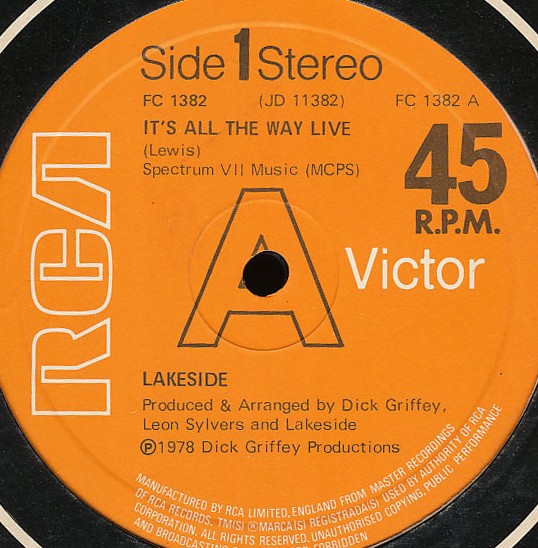 Side 1 Stereo
FC 1382 (JD 11382) FC 1382 A
IT'S ALL THE WAY LIVE
(Lewis)
Spectrum VII Music (MCPS)
45
R.P.M.
RCA
A
Victor
LAKESIDE
Produced & Arranged by Dick Griffey,
Leon Sylvers and Lakeside
℗1978 Dick Griffey Productions
MANUFACTURED BY RCA LIMITED, ENGLAND FROM MASTER RECORDINGS
OF RCA RECORDS, TM(S) ® MARCA(S) REGISTRADA(S) USED BY AUTHORITY OF RCA
CORPORATION. ALL RIGHTS RESERVED. UNAUTHORISED COPYING, PUBLIC PERFORMANCE
AND BROADCASTING FORBIDDEN